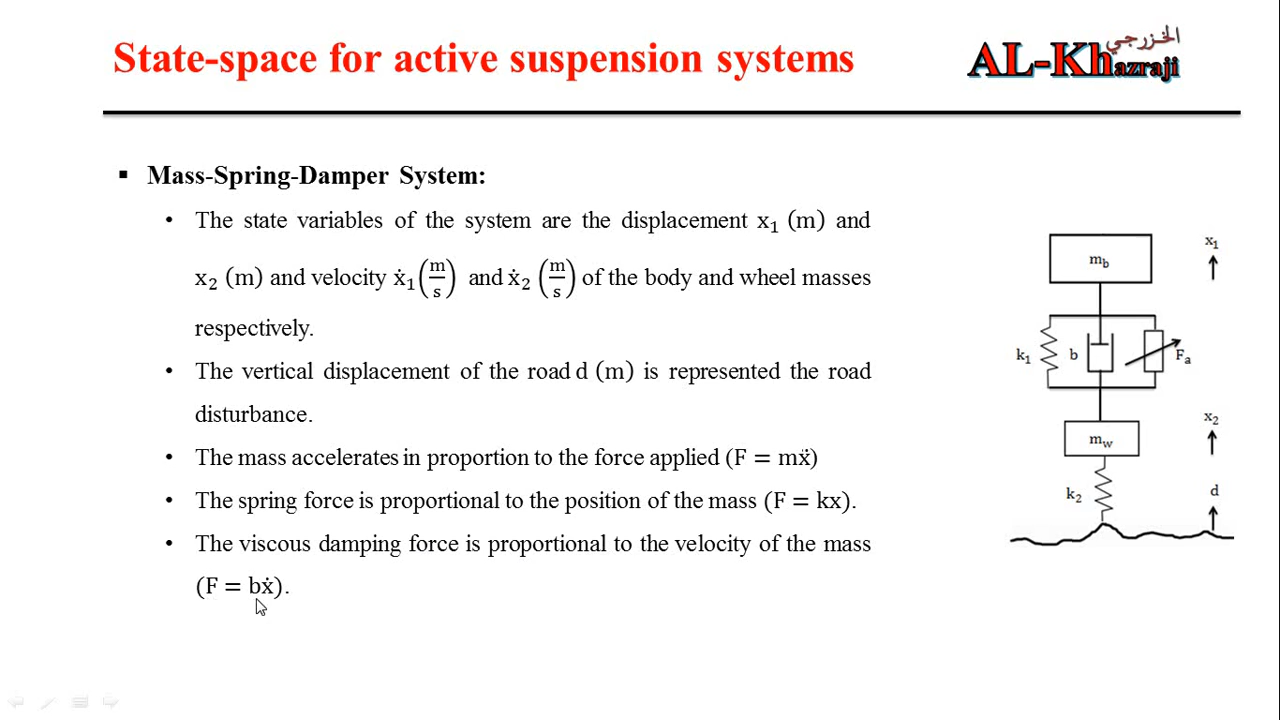 State-space for active suspension systems
الخزرجي
AL-Khazraji
▪ Mass-Spring-Damper System:
• The state variables of the system are the displacement x₁ (m) and
x₂ (m) and velocity ẋ₁(m/s) and ẋ₂ (m/s) of the body and wheel masses
respectively.
• The vertical displacement of the road d (m) is represented the road
disturbance.
• The mass accelerates in proportion to the force applied (F = mẍ)
• The spring force is proportional to the position of the mass (F = kx).
• The viscous damping force is proportional to the velocity of the mass
(F = bẋ).
x₁
m_b
k₁ b Fₐ
x₂
m_w
k₂ d